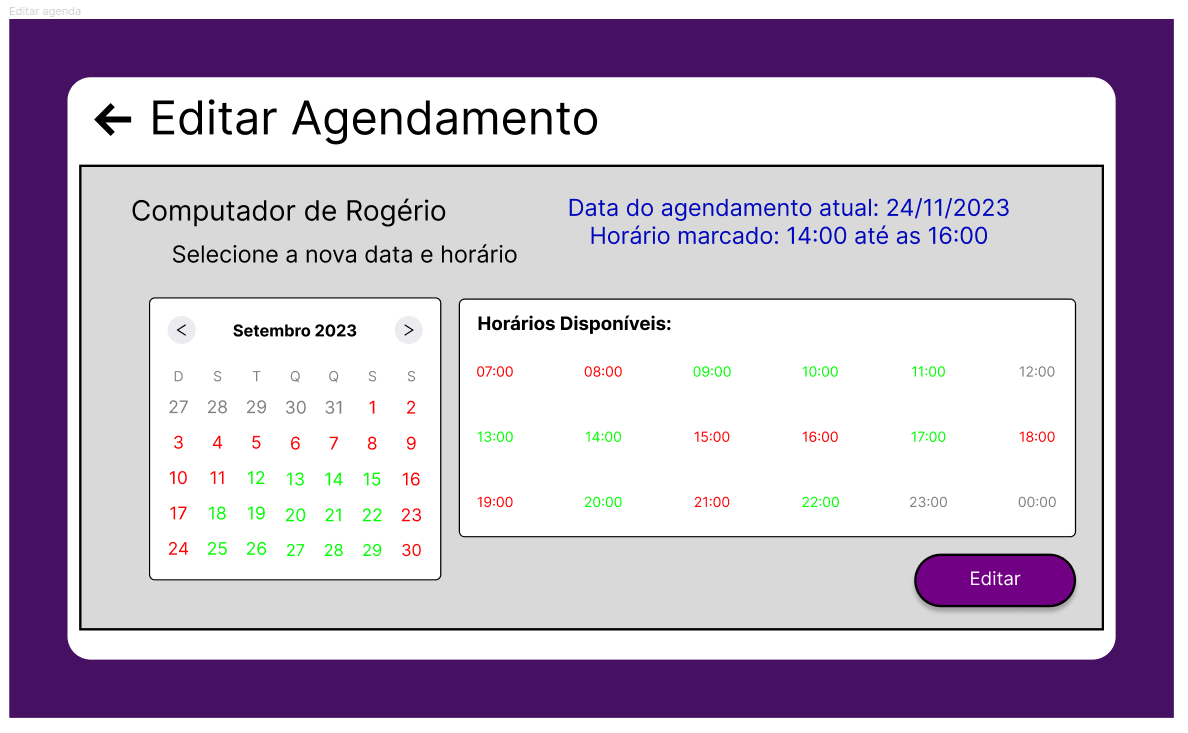 Editar agenda
Editar Agendamento
Computador de Rogério
Selecione a nova data e horário
Data do agendamento atual: 24/11/2023
Horário marcado: 14:00 até as 16:00
< Setembro 2023 >
D S T Q Q S S
27 28 29 30 31 1 2
3 4 5 6 7 8 9
10 11 12 13 14 15 16
17 18 19 20 21 22 23
24 25 26 27 28 29 30
Horários Disponíveis:
07:00 08:00 09:00 10:00 11:00 12:00
13:00 14:00 15:00 16:00 17:00 18:00
19:00 20:00 21:00 22:00 23:00 00:00
Editar